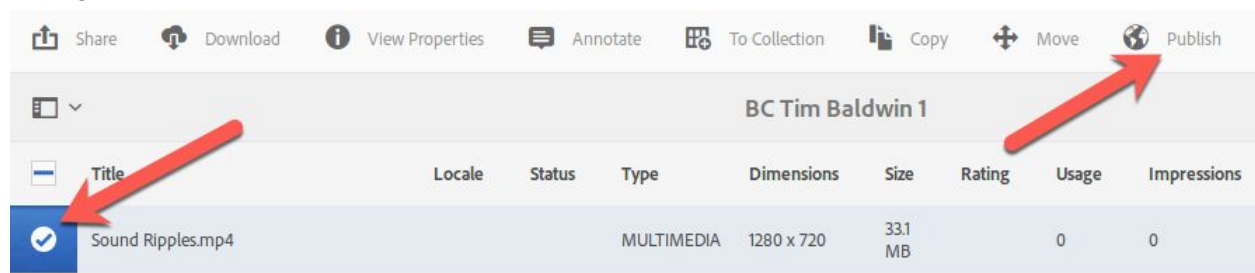 Share Download View Properties Annotate To Collection Copy Move Publish
BC Tim Baldwin 1
Title Locale Status Type Dimensions Size Rating Usage Impressions
Sound Ripples.mp4 MULTIMEDIA 1280 x 720 33.1 MB 0 0